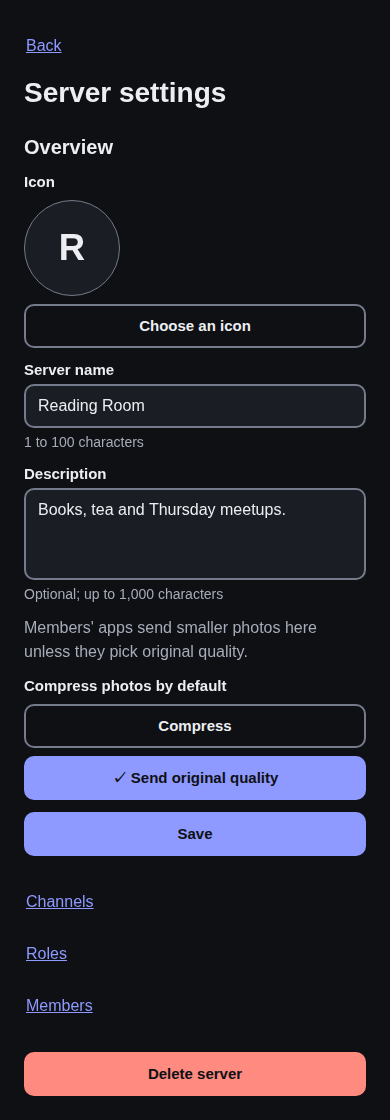 Back
Server settings
Overview
Icon
R
Choose an icon
Server name
Reading Room
1 to 100 characters
Description
Books, tea and Thursday meetups.
Optional; up to 1,000 characters
Members' apps send smaller photos here
unless they pick original quality.
Compress photos by default
Compress
✓ Send original quality
Save
Channels
Roles
Members
Delete server